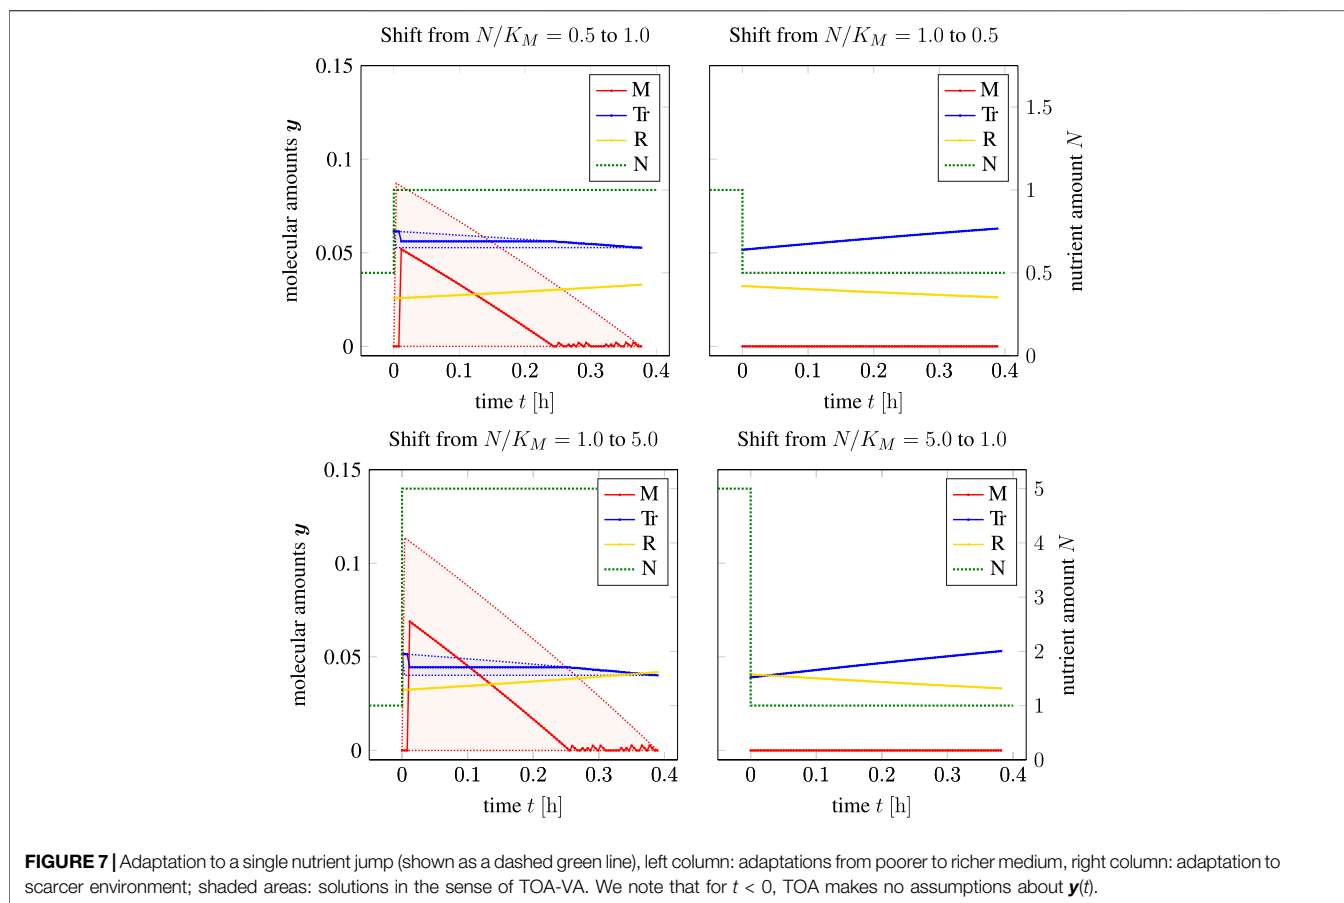 Shift from N/K_M = 0.5 to 1.0
0.15
0.1
0.05
0
molecular amounts y
M
Tr
R
N
0 0.1 0.2 0.3 0.4
time t [h]
Shift from N/K_M = 1.0 to 0.5
M
Tr
R
N
1.5
1
0.5
0
nutrient amount N
0 0.1 0.2 0.3 0.4
time t [h]
Shift from N/K_M = 1.0 to 5.0
0.15
0.1
0.05
0
molecular amounts y
M
Tr
R
N
0 0.1 0.2 0.3 0.4
time t [h]
Shift from N/K_M = 5.0 to 1.0
M
Tr
R
N
5
4
3
2
1
0
nutrient amount N
0 0.1 0.2 0.3 0.4
time t [h]
FIGURE 7 | Adaptation to a single nutrient jump (shown as a dashed green line), left column: adaptations from poorer to richer medium, right column: adaptation to
scarcer environment; shaded areas: solutions in the sense of TOA-VA. We note that for t < 0, TOA makes no assumptions about y(t).